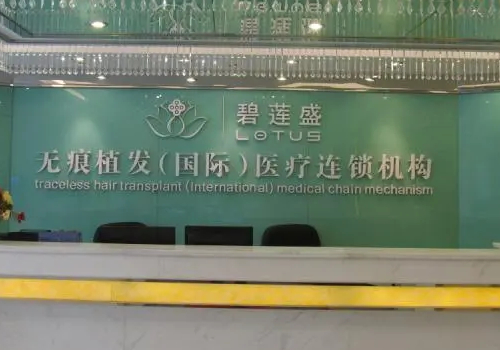 碧莲盛
LOTUS
无痕植发(国际)医疗连锁机构
traceless hair transplant (International) medical chain mechanism